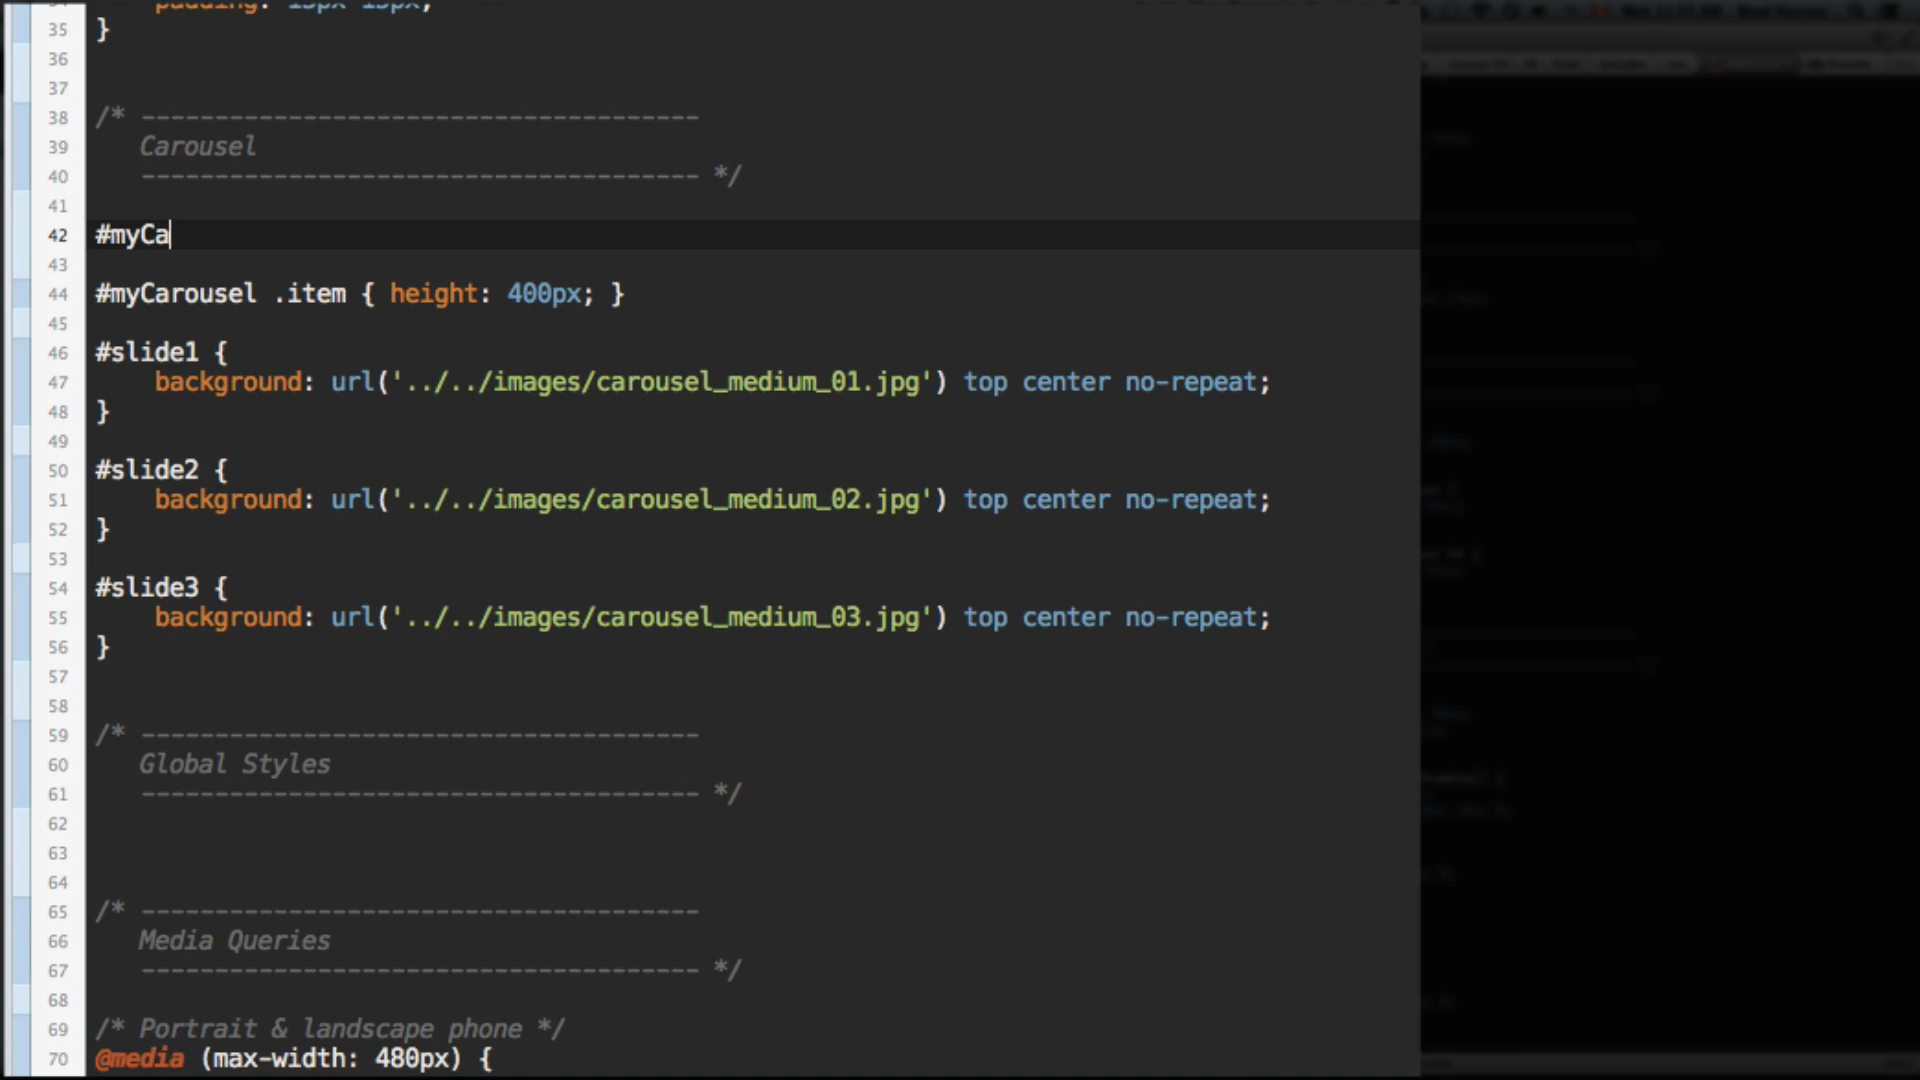 34 padding: 15px 15px;
35 }
36
37
38 /* --------------------------------------
39 Carousel
40 -------------------------------------- */
41
42 #myCa
43
44 #myCarousel .item { height: 400px; }
45
46 #slide1 {
47 background: url('../../images/carousel_medium_01.jpg') top center no-repeat;
48 }
49
50 #slide2 {
51 background: url('../../images/carousel_medium_02.jpg') top center no-repeat;
52 }
53
54 #slide3 {
55 background: url('../../images/carousel_medium_03.jpg') top center no-repeat;
56 }
57
58
59 /* --------------------------------------
60 Global Styles
61 -------------------------------------- */
62
63
64
65 /* --------------------------------------
66 Media Queries
67 -------------------------------------- */
68
69 /* Portrait & landscape phone */
70 @media (max-width: 480px) {